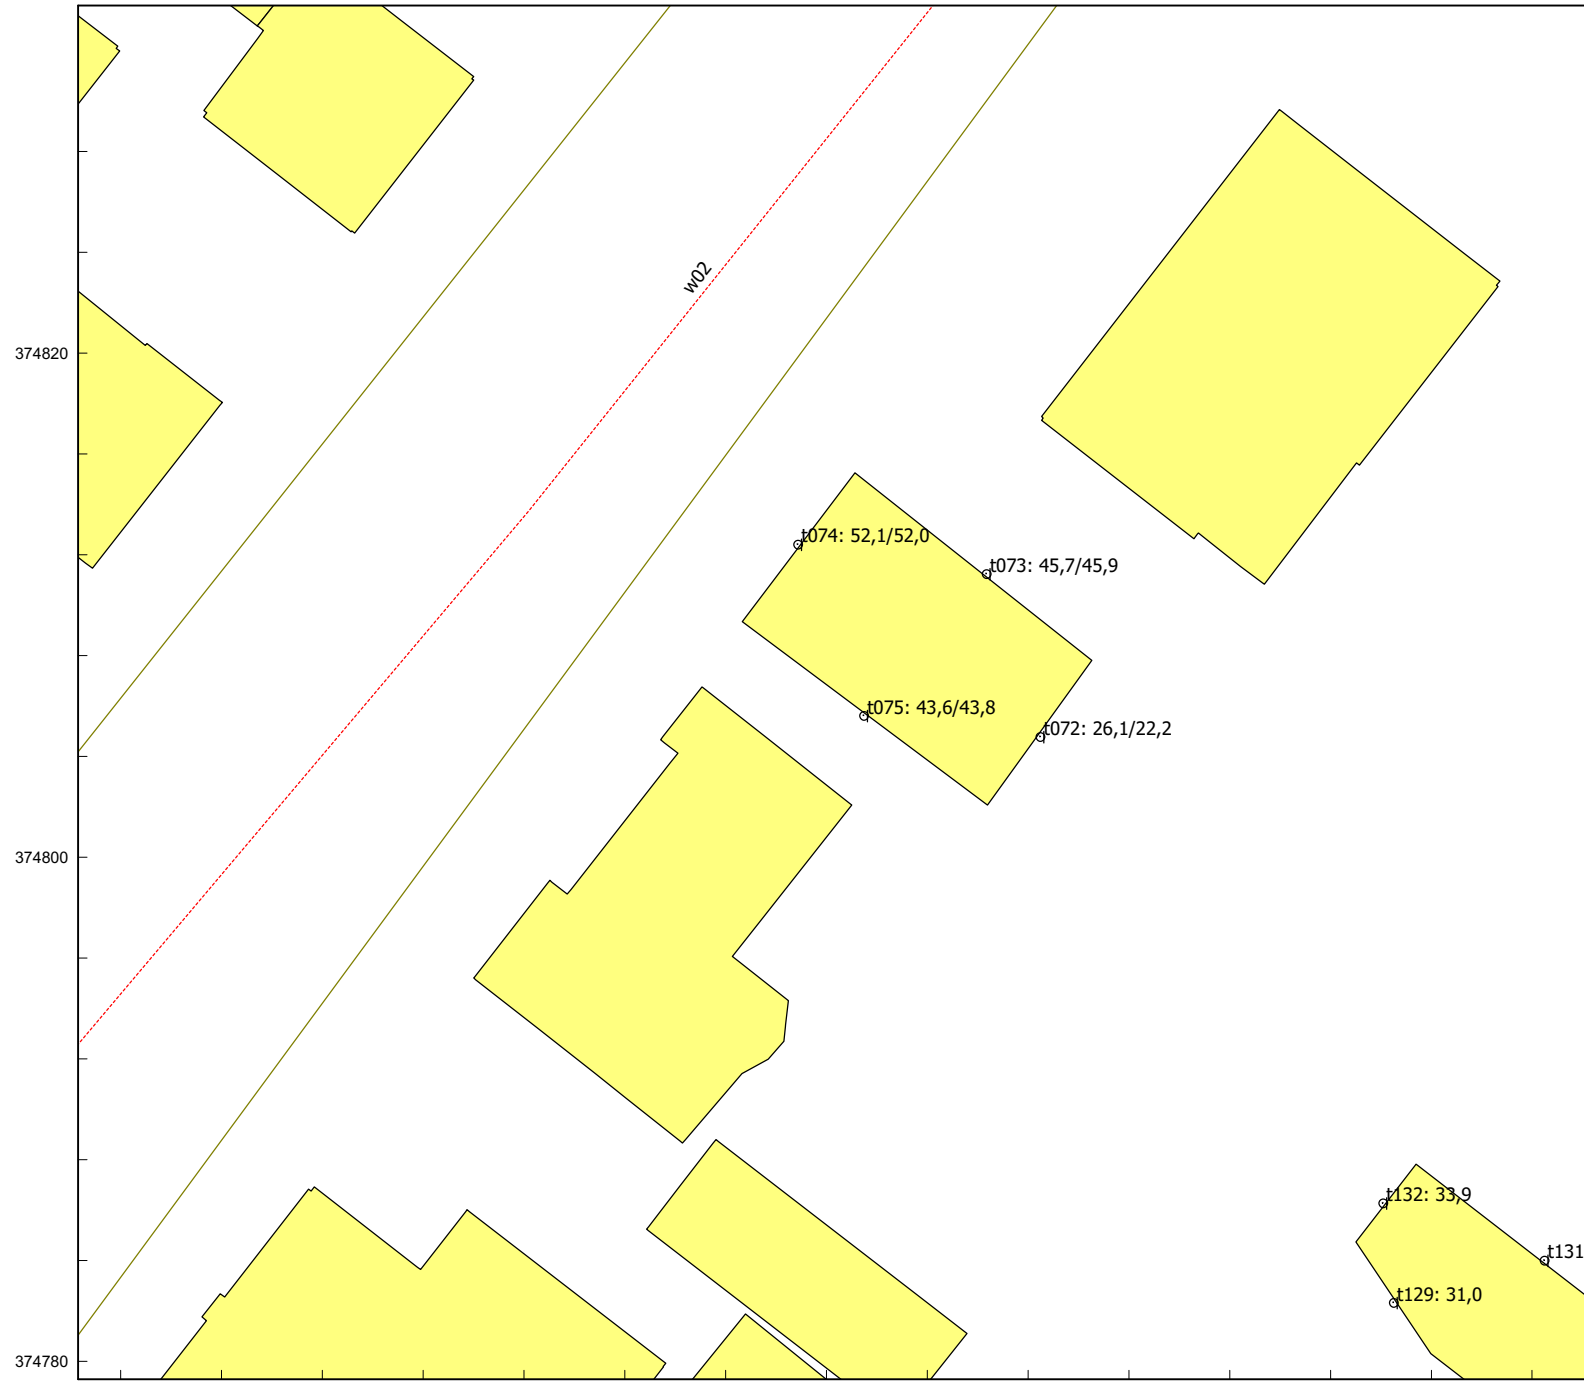 w02
374820
t074: 52,1/52,0
t073: 45,7/45,9
t075: 43,6/43,8
t072: 26,1/22,2
374800
t132: 33,9
t131
t129: 31,0
374780